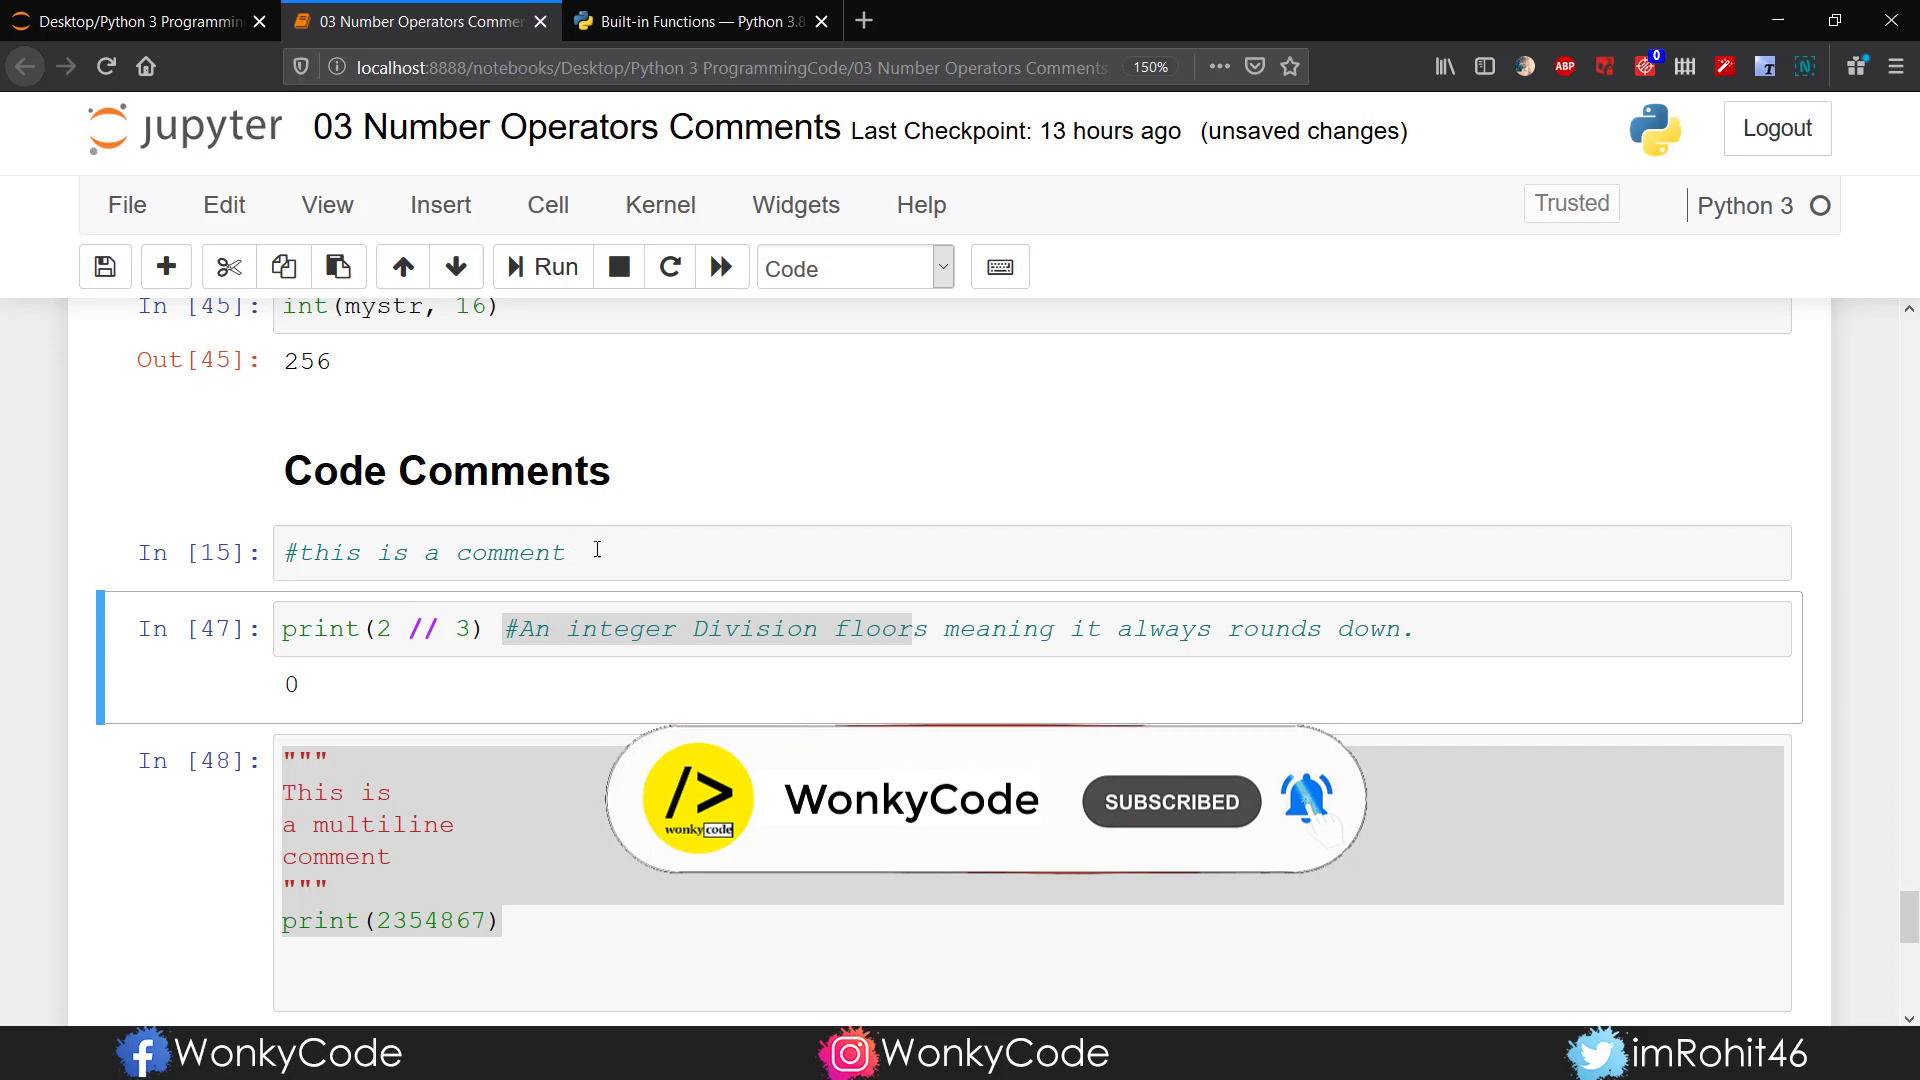 Desktop/Python 3 Programmin
03 Number Operators Commen
Built-in Functions — Python 3.8
localhost:8888/notebooks/Desktop/Python 3 ProgrammingCode/03 Number Operators Comments.
150%
ABP
0
T
N
jupyter
03 Number Operators Comments
Last Checkpoint: 13 hours ago (unsaved changes)
Logout
File Edit View Insert Cell Kernel Widgets Help
Trusted
Python 3
Run
Code
In [45]: int(mystr, 16)
Out[45]: 256
Code Comments
In [15]: #this is a comment
In [47]: print(2 // 3) #An integer Division floors meaning it always rounds down.
0
In [48]: """
This is
a multiline
comment
"""
print(2354867)
/>
wonkycode
WonkyCode
SUBSCRIBED
WonkyCode
WonkyCode
imRohit46